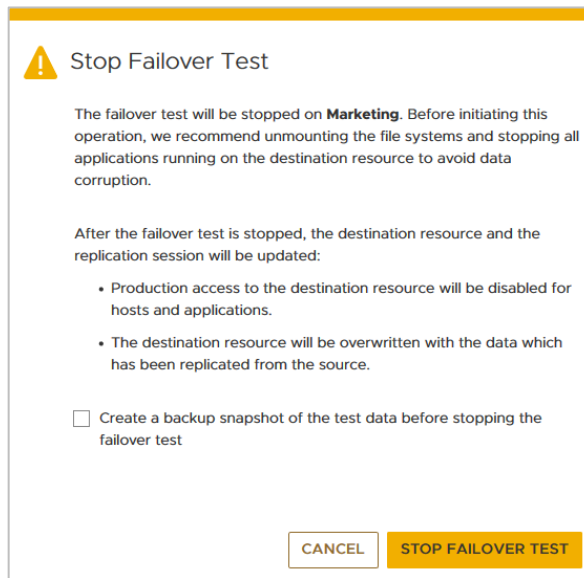 Stop Failover Test
The failover test will be stopped on Marketing. Before initiating this
operation, we recommend unmounting the file systems and stopping all
applications running on the destination resource to avoid data
corruption.
After the failover test is stopped, the destination resource and the
replication session will be updated:
• Production access to the destination resource will be disabled for
hosts and applications.
• The destination resource will be overwritten with the data which
has been replicated from the source.
Create a backup snapshot of the test data before stopping the
failover test
CANCEL
STOP FAILOVER TEST